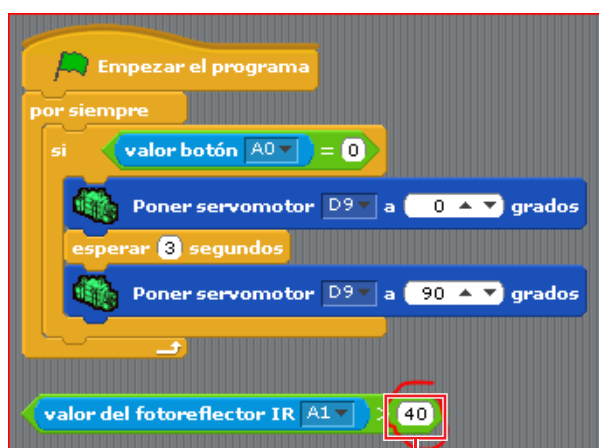 Empezar el programa
por siempre
si valor botón A0 = 0
Poner servomotor D9 a 0 grados
esperar 3 segundos
Poner servomotor D9 a 90 grados
valor del fotoreflector IR A1 > 40